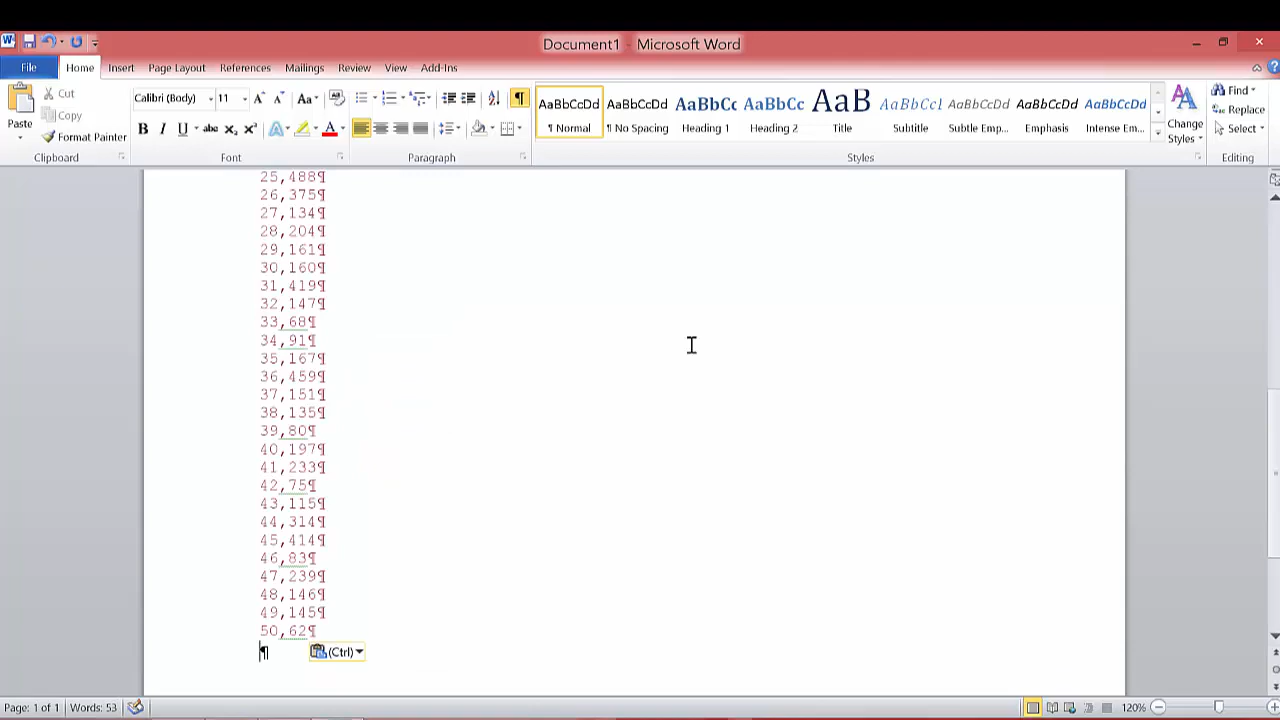 Document1 - Microsoft Word
File Home Insert Page Layout References Mailings Review View Add-Ins
Paste
Cut
Copy
Format Painter
Clipboard
Calibri (Body) 11
Font
Paragraph
AaBbCcDd AaBbCcDd AaBbCc AaBbCc AaB AaBbCcl AaBbCcDd AaBbCcDd AaBbCcDd
¶ Normal ¶ No Spacing Heading 1 Heading 2 Title Subtitle Subtle Emp... Emphasis Intense Em...
Styles
Change Styles
Find
Replace
Select
Editing
25,488¶
26,375¶
27,134¶
28,204¶
29,161¶
30,160¶
31,419¶
32,147¶
33,68¶
34,91¶
35,167¶
36,459¶
37,151¶
38,135¶
39,80¶
40,197¶
41,233¶
42,75¶
43,115¶
44,314¶
45,414¶
46,83¶
47,239¶
48,146¶
49,145¶
50,62¶
¶ (Ctrl)
Page: 1 of 1 Words: 53 120%